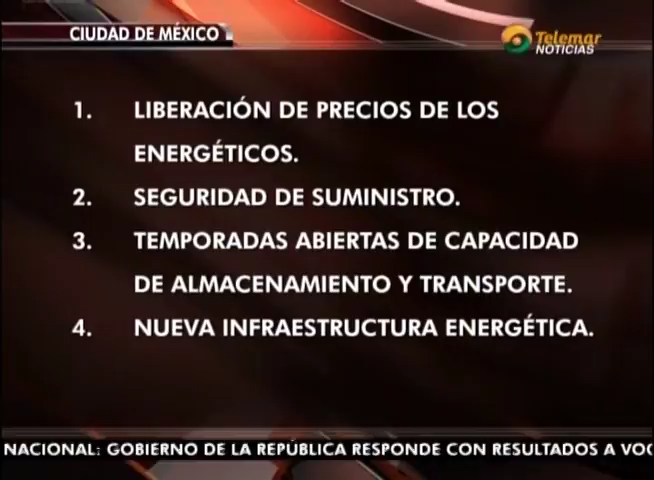 CIUDAD DE MÉXICO
Telemar
NOTICIAS
1. LIBERACIÓN DE PRECIOS DE LOS
ENERGÉTICOS.
2. SEGURIDAD DE SUMINISTRO.
3. TEMPORADAS ABIERTAS DE CAPACIDAD
DE ALMACENAMIENTO Y TRANSPORTE.
4. NUEVA INFRAESTRUCTURA ENERGÉTICA.
NACIONAL: GOBIERNO DE LA REPÚBLICA RESPONDE CON RESULTADOS A